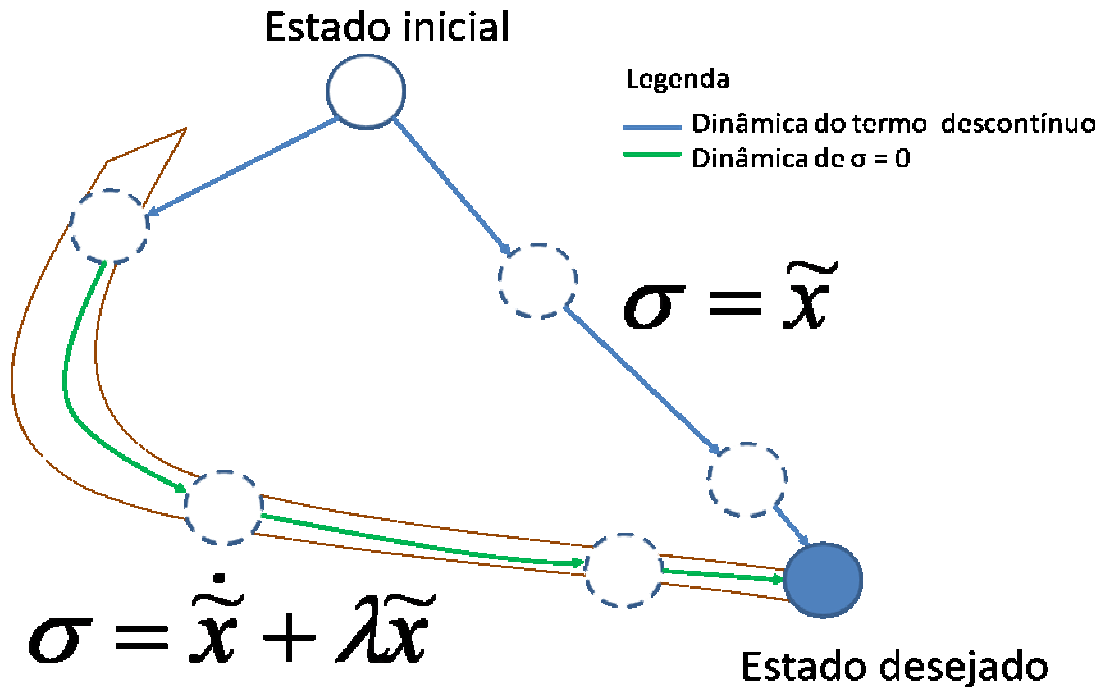 Estado inicial
Legenda
Dinâmica do termo descontínuo
Dinâmica de σ = 0
σ = x̃
σ = x̃̇ + λx̃
Estado desejado